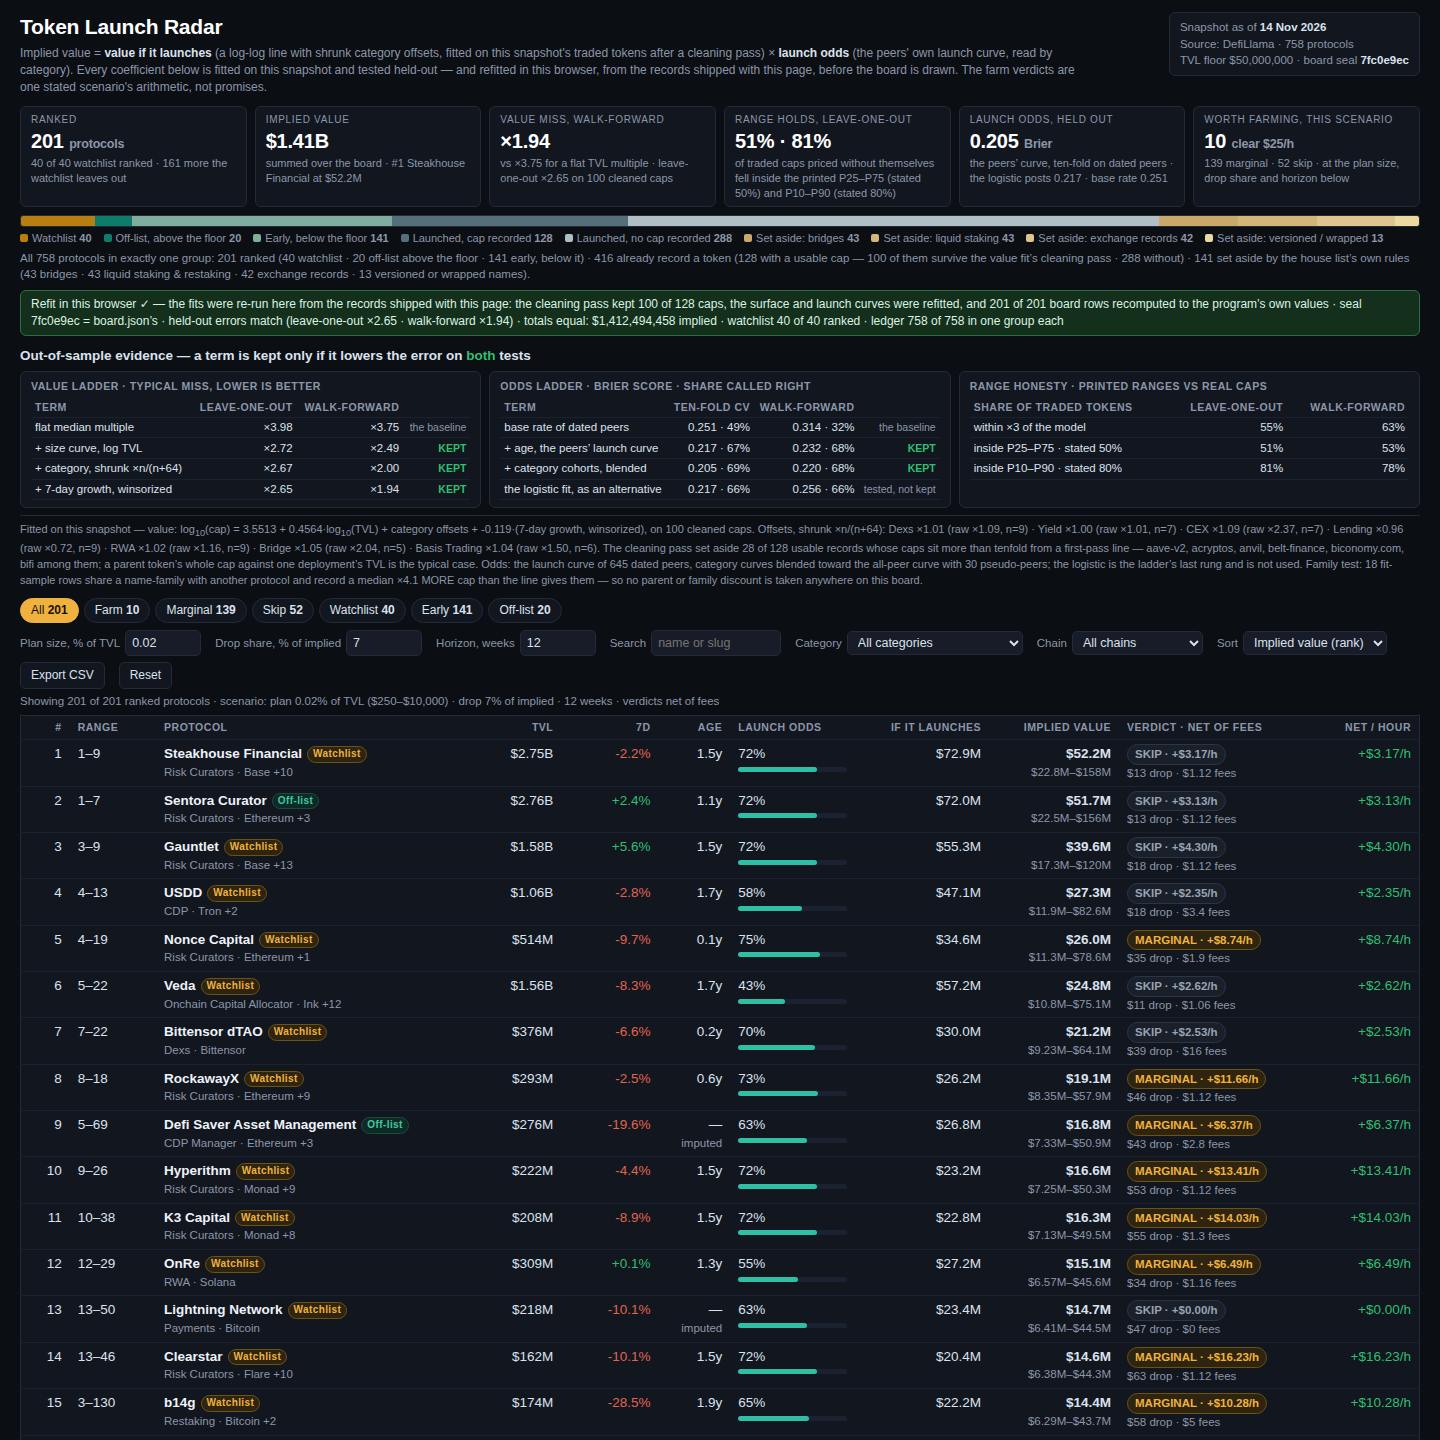 Token Launch Radar
Implied value = value if it launches (a log-log line with shrunk category offsets, fitted on this snapshot's traded tokens after a cleaning pass) × launch odds (the peers' own launch curve, read by
category). Every coefficient below is fitted on this snapshot and tested held-out — and refitted in this browser, from the records shipped with this page, before the board is drawn. The farm verdicts are
one stated scenario's arithmetic, not promises.
Snapshot as of 14 Nov 2026
Source: DefiLlama · 758 protocols
TVL floor $50,000,000 · board seal 7fc0e9ec
RANKED
201 protocols
40 of 40 watchlist ranked · 161 more the
watchlist leaves out
IMPLIED VALUE
$1.41B
summed over the board · #1 Steakhouse
Financial at $52.2M
VALUE MISS, WALK-FORWARD
×1.94
vs ×3.75 for a flat TVL multiple · leave-
one-out ×2.65 on 100 cleaned caps
RANGE HOLDS, LEAVE-ONE-OUT
51% · 81%
of traded caps priced without themselves
fell inside the printed P25–P75 (stated
50%) and P10–P90 (stated 80%)
LAUNCH ODDS, HELD OUT
0.205 Brier
the peers' curve, ten-fold on dated peers ·
the logistic posts 0.217 · base rate 0.251
WORTH FARMING, THIS SCENARIO
10 clear $25/h
139 marginal · 52 skip · at the plan size,
drop share and horizon below
Watchlist 40 Off-list, above the floor 20 Early, below the floor 141 Launched, cap recorded 128 Launched, no cap recorded 288 Set aside: bridges 43 Set aside: liquid staking 43 Set aside: exchange records 42 Set aside: versioned / wrapped 13
All 758 protocols in exactly one group: 201 ranked (40 watchlist · 20 off-list above the floor · 141 early, below it) · 416 already record a token (128 with a usable cap — 100 of them survive the value fit's cleaning pass · 288 without) · 141 set aside by the house list's own rules
(43 bridges · 43 liquid staking & restaking · 42 exchange records · 13 versioned or wrapped names).
Refit in this browser ✓ — the fits were re-run here from the records shipped with this page: the cleaning pass kept 100 of 128 caps, the surface and launch curves were refitted, and 201 of 201 board rows recomputed to the program's own values · seal
7fc0e9ec = board.json's · held-out errors match (leave-one-out ×2.65 · walk-forward ×1.94) · totals equal: $1,412,494,458 implied · watchlist 40 of 40 ranked · ledger 758 of 758 in one group each
Out-of-sample evidence — a term is kept only if it lowers the error on both tests
VALUE LADDER · TYPICAL MISS, LOWER IS BETTER
TERM LEAVE-ONE-OUT WALK-FORWARD
flat median multiple ×3.98 ×3.75 the baseline
+ size curve, log TVL ×2.72 ×2.49 KEPT
+ category, shrunk ×n/(n+64) ×2.67 ×2.00 KEPT
+ 7-day growth, winsorized ×2.65 ×1.94 KEPT
ODDS LADDER · BRIER SCORE · SHARE CALLED RIGHT
TERM TEN-FOLD CV WALK-FORWARD
base rate of dated peers 0.251 · 49% 0.314 · 32% the baseline
+ age, the peers' launch curve 0.217 · 67% 0.232 · 68% KEPT
+ category cohorts, blended 0.205 · 69% 0.220 · 68% KEPT
the logistic fit, as an alternative 0.217 · 66% 0.256 · 66% tested, not kept
RANGE HONESTY · PRINTED RANGES VS REAL CAPS
SHARE OF TRADED TOKENS LEAVE-ONE-OUT WALK-FORWARD
within ×3 of the model 55% 63%
inside P25–P75 · stated 50% 51% 53%
inside P10–P90 · stated 80% 81% 78%
Fitted on this snapshot — value: log10(cap) = 3.5513 + 0.4564·log10(TVL) + category offsets + -0.119·(7-day growth, winsorized), on 100 cleaned caps. Offsets, shrunk ×n/(n+64): Dexs ×1.01 (raw ×1.09, n=9) · Yield ×1.00 (raw ×1.01, n=7) · CEX ×1.09 (raw ×2.37, n=7) · Lending ×0.96
(raw ×0.72, n=9) · RWA ×1.02 (raw ×1.16, n=9) · Bridge ×1.05 (raw ×2.04, n=5) · Basis Trading ×1.04 (raw ×1.50, n=6). The cleaning pass set aside 28 of 128 usable records whose caps sit more than tenfold from a first-pass line — aave-v2, acryptos, anvil, belt-finance, biconomy.com,
bifi among them; a parent token's whole cap against one deployment's TVL is the typical case. Odds: the launch curve of 645 dated peers, category curves blended toward the all-peer curve with 30 pseudo-peers; the logistic is the ladder's last rung and is not used. Family test: 18 fit-
sample rows share a name-family with another protocol and record a median ×4.1 MORE cap than the line gives them — so no parent or family discount is taken anywhere on this board.
All 201 Farm 10 Marginal 139 Skip 52 Watchlist 40 Early 141 Off-list 20
Plan size, % of TVL 0.02 Drop share, % of implied 7 Horizon, weeks 12 Search name or slug Category All categories Chain All chains Sort Implied value (rank)
Export CSV Reset
Showing 201 of 201 ranked protocols · scenario: plan 0.02% of TVL ($250–$10,000) · drop 7% of implied · 12 weeks · verdicts net of fees
# RANGE PROTOCOL TVL 7D AGE LAUNCH ODDS IF IT LAUNCHES IMPLIED VALUE VERDICT · NET OF FEES NET / HOUR
1 1–9 Steakhouse Financial Watchlist $2.75B -2.2% 1.5y 72% $72.9M $52.2M SKIP · +$3.17/h +$3.17/h
Risk Curators · Base +10 $22.8M–$158M $13 drop · $1.12 fees
2 1–7 Sentora Curator Off-list $2.76B +2.4% 1.1y 72% $72.0M $51.7M SKIP · +$3.13/h +$3.13/h
Risk Curators · Ethereum +3 $22.5M–$156M $13 drop · $1.12 fees
3 3–9 Gauntlet Watchlist $1.58B +5.6% 1.5y 72% $55.3M $39.6M SKIP · +$4.30/h +$4.30/h
Risk Curators · Base +13 $17.3M–$120M $18 drop · $1.12 fees
4 4–13 USDD Watchlist $1.06B -2.8% 1.7y 58% $47.1M $27.3M SKIP · +$2.35/h +$2.35/h
CDP · Tron +2 $11.9M–$82.6M $18 drop · $3.4 fees
5 4–19 Nonce Capital Watchlist $514M -9.7% 0.1y 75% $34.6M $26.0M MARGINAL · +$8.74/h +$8.74/h
Risk Curators · Ethereum +1 $11.3M–$78.6M $35 drop · $1.9 fees
6 5–22 Veda Watchlist $1.56B -8.3% 1.7y 43% $57.2M $24.8M SKIP · +$2.62/h +$2.62/h
Onchain Capital Allocator · Ink +12 $10.8M–$75.1M $11 drop · $1.06 fees
7 7–22 Bittensor dTAO Watchlist $376M -6.6% 0.2y 70% $30.0M $21.2M SKIP · +$2.53/h +$2.53/h
Dexs · Bittensor $9.23M–$64.1M $39 drop · $16 fees
8 8–18 RockawayX Watchlist $293M -2.5% 0.6y 73% $26.2M $19.1M MARGINAL · +$11.66/h +$11.66/h
Risk Curators · Ethereum +9 $8.35M–$57.9M $46 drop · $1.12 fees
9 5–69 Defi Saver Asset Management Off-list $276M -19.6% — 63% $26.8M $16.8M MARGINAL · +$6.37/h +$6.37/h
CDP Manager · Ethereum +3 imputed $7.33M–$50.9M $43 drop · $2.8 fees
10 9–26 Hyperithm Watchlist $222M -4.4% 1.5y 72% $23.2M $16.6M MARGINAL · +$13.41/h +$13.41/h
Risk Curators · Monad +9 $7.25M–$50.3M $53 drop · $1.12 fees
11 10–38 K3 Capital Watchlist $208M -8.9% 1.5y 72% $22.8M $16.3M MARGINAL · +$14.03/h +$14.03/h
Risk Curators · Monad +8 $7.13M–$49.5M $55 drop · $1.3 fees
12 12–29 OnRe Watchlist $309M +0.1% 1.3y 55% $27.2M $15.1M MARGINAL · +$6.49/h +$6.49/h
RWA · Solana $6.57M–$45.6M $34 drop · $1.16 fees
13 13–50 Lightning Network Watchlist $218M -10.1% — 63% $23.4M $14.7M SKIP · +$0.00/h +$0.00/h
Payments · Bitcoin imputed $6.41M–$44.5M $47 drop · $0 fees
14 13–46 Clearstar Watchlist $162M -10.1% 1.5y 72% $20.4M $14.6M MARGINAL · +$16.23/h +$16.23/h
Risk Curators · Flare +10 $6.38M–$44.3M $63 drop · $1.12 fees
15 3–130 b14g Watchlist $174M -28.5% 1.9y 65% $22.2M $14.4M MARGINAL · +$10.28/h +$10.28/h
Restaking · Bitcoin +2 $6.29M–$43.7M $58 drop · $5 fees